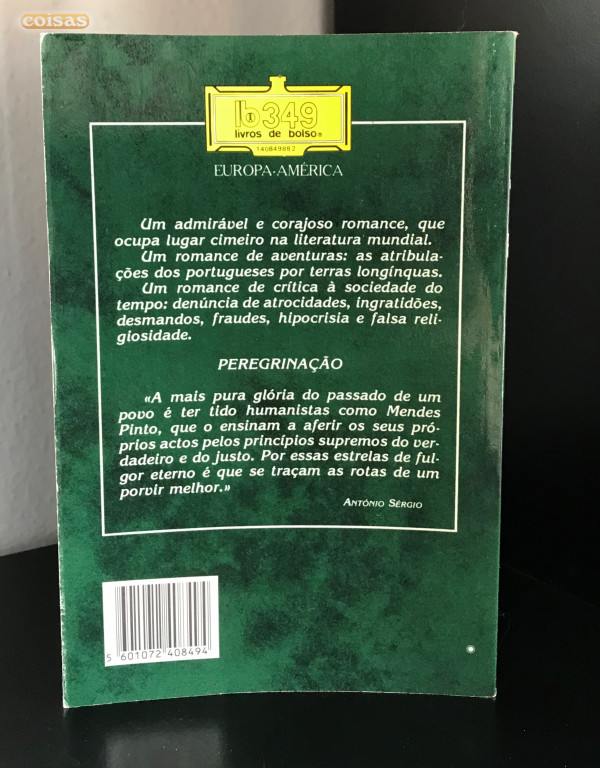 coisas
lb 349
livros de bolso®
140849882
EUROPA-AMÉRICA
Um admirável e corajoso romance, que
ocupa lugar cimeiro na literatura mundial.
Um romance de aventuras: as atribula-
ções dos portugueses por terras longínquas.
Um romance de crítica à sociedade do
tempo: denúncia de atrocidades, ingratidões,
desmandos, fraudes, hipocrisia e falsa reli-
giosidade.
PEREGRINAÇÃO
«A mais pura glória do passado de um
povo é ter tido humanistas como Mendes
Pinto, que o ensinam a aferir os seus pró-
prios actos pelos princípios supremos do ver-
dadeiro e do justo. Por essas estrelas de ful-
gor eterno é que se traçam as rotas de um
porvir melhor.»
ANTÓNIO SÉRGIO
5 601072 408494